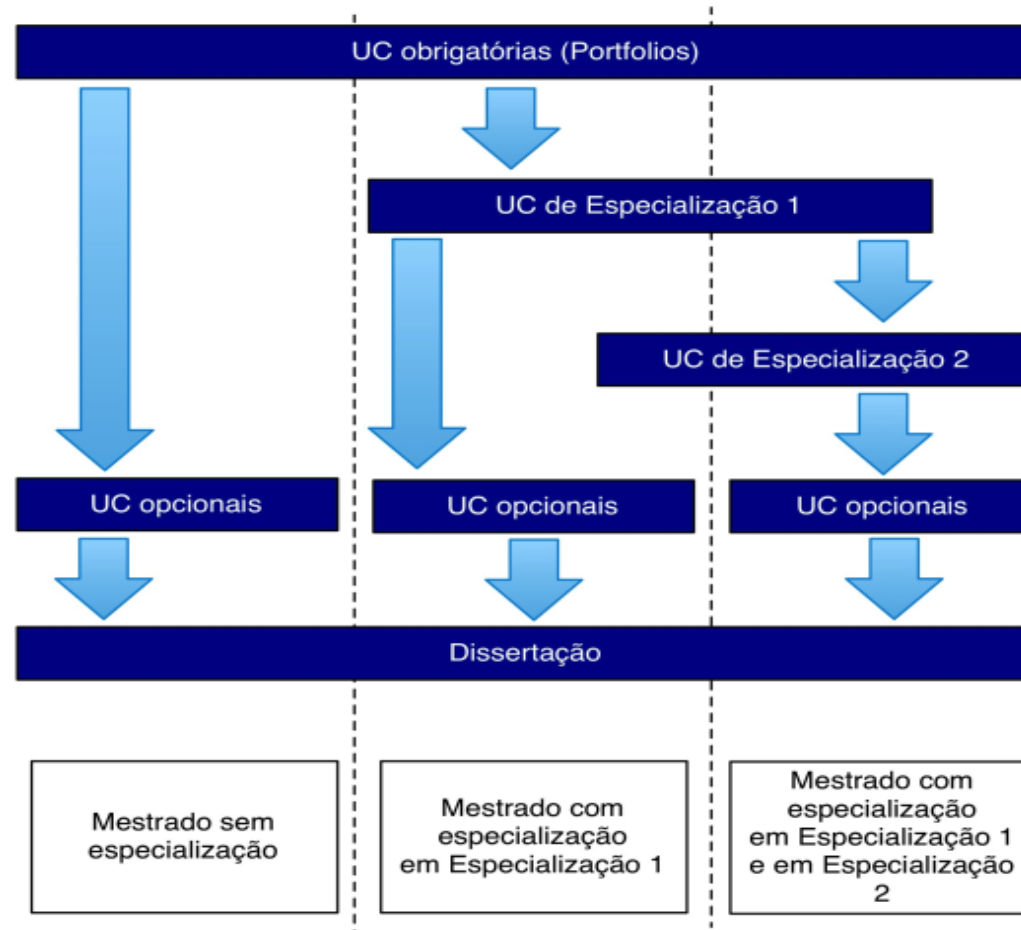 UC obrigatórias (Portfolios)
UC de Especialização 1
UC de Especialização 2
UC opcionais
UC opcionais
UC opcionais
Dissertação
Mestrado sem
especialização
Mestrado com
especialização
em Especialização 1
Mestrado com
especialização
em Especialização 1
e em Especialização
2